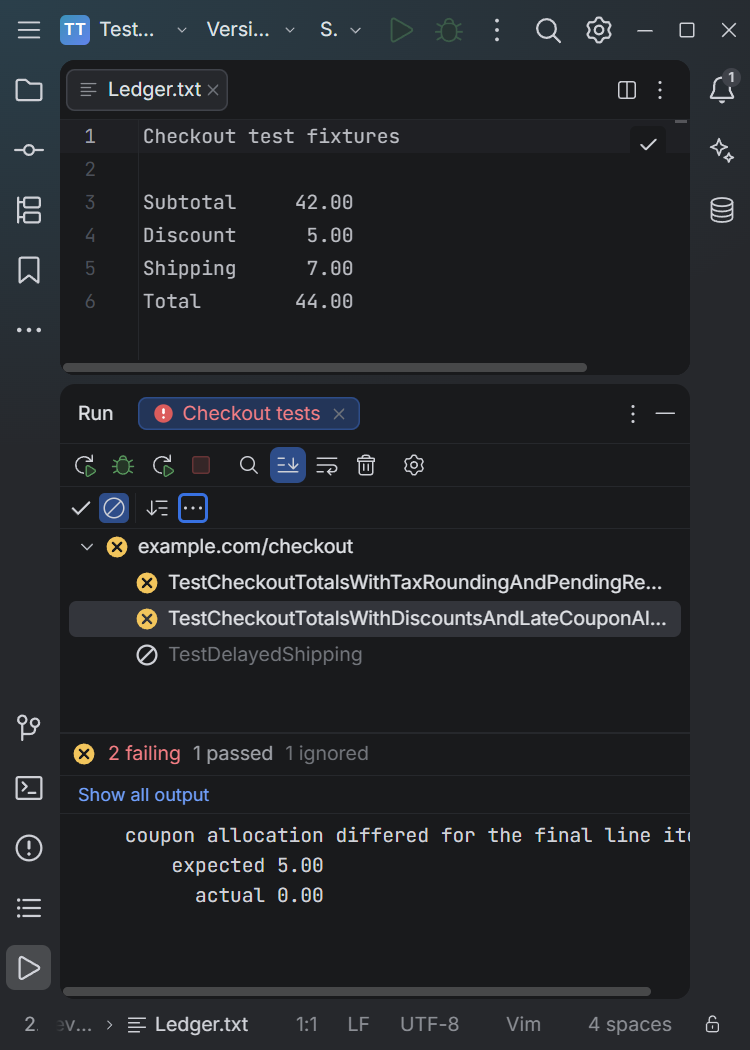 TT Test... Versi... S.
Ledger.txt
1
1 Checkout test fixtures
2
3 Subtotal 42.00
4 Discount 5.00
5 Shipping 7.00
6 Total 44.00
Run Checkout tests
example.com/checkout
TestCheckoutTotalsWithTaxRoundingAndPendingRe...
TestCheckoutTotalsWithDiscountsAndLateCouponAl...
TestDelayedShipping
2 failing 1 passed 1 ignored
Show all output
coupon allocation differed for the final line
expected 5.00
actual 0.00
2. ev... Ledger.txt 1:1 LF UTF-8 Vim 4 spaces